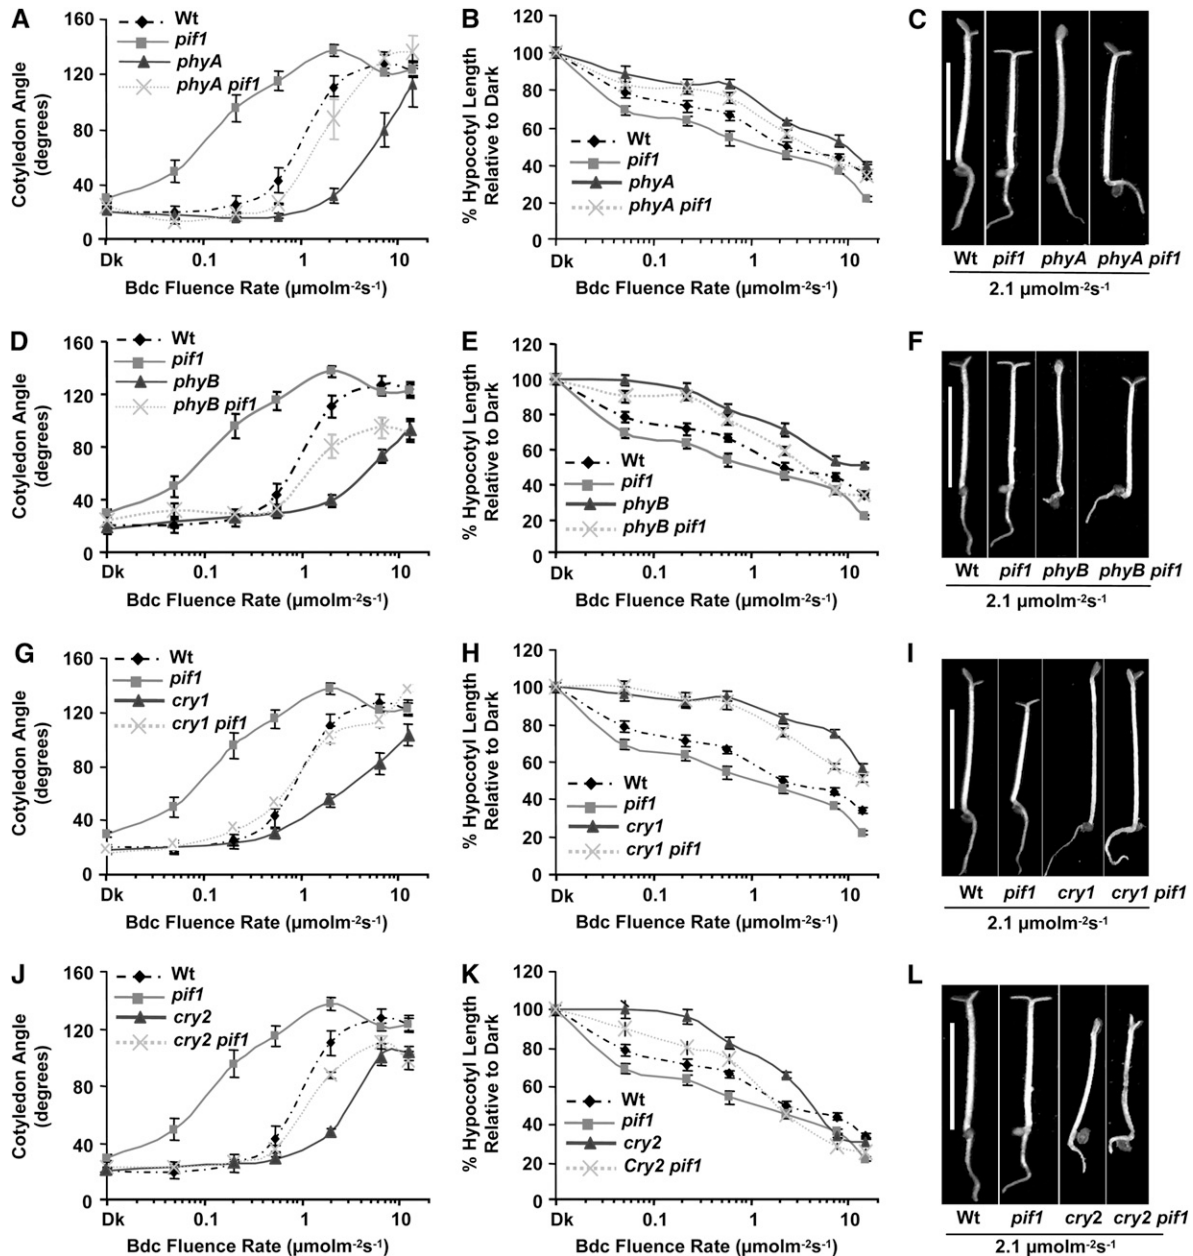 A
160
120
80
40
0
Cotyledon Angle
(degrees)
Wt
pif1
phyA
phyA pif1
Dk 0.1 1 10
Bdc Fluence Rate (µmolm-2s-1)
B
120
100
80
60
40
20
0
% Hypocotyl Length
Relative to Dark
Wt
pif1
phyA
phyA pif1
Dk 0.1 1 10
Bdc Fluence Rate (µmolm-2s-1)
C
Wt pif1 phyA phyA pif1
2.1 µmolm-2s-1
D
160
120
80
40
0
Cotyledon Angle
(degrees)
Wt
pif1
phyB
phyB pif1
Dk 0.1 1 10
Bdc Fluence Rate (µmolm-2s-1)
E
120
100
80
60
40
20
0
% Hypocotyl Length
Relative to Dark
Wt
pif1
phyB
phyB pif1
Dk 0.1 1 10
Bdc Fluence Rate (µmolm-2s-1)
F
Wt pif1 phyB phyB pif1
2.1 µmolm-2s-1
G
160
120
80
40
0
Cotyledon Angle
(degrees)
Wt
pif1
cry1
cry1 pif1
Dk 0.1 1 10
Bdc Fluence Rate (µmolm-2s-1)
H
120
100
80
60
40
20
0
% Hypocotyl Length
Relative to Dark
Wt
pif1
cry1
cry1 pif1
Dk 0.1 1 10
Bdc Fluence Rate (µmolm-2s-1)
I
Wt pif1 cry1 cry1 pif1
2.1 µmolm-2s-1
J
160
120
80
40
0
Cotyledon Angle
(degrees)
Wt
pif1
cry2
cry2 pif1
Dk 0.1 1 10
Bdc Fluence Rate (µmolm-2s-1)
K
120
100
80
60
40
20
0
% Hypocotyl Length
Relative to Dark
Wt
pif1
cry2
Cry2 pif1
Dk 0.1 1 10
Bdc Fluence Rate (µmolm-2s-1)
L
Wt pif1 cry2 cry2 pif1
2.1 µmolm-2s-1